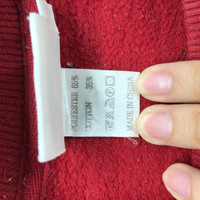 POLYESTER 65%
COTTON 35%
MADE IN CHINA